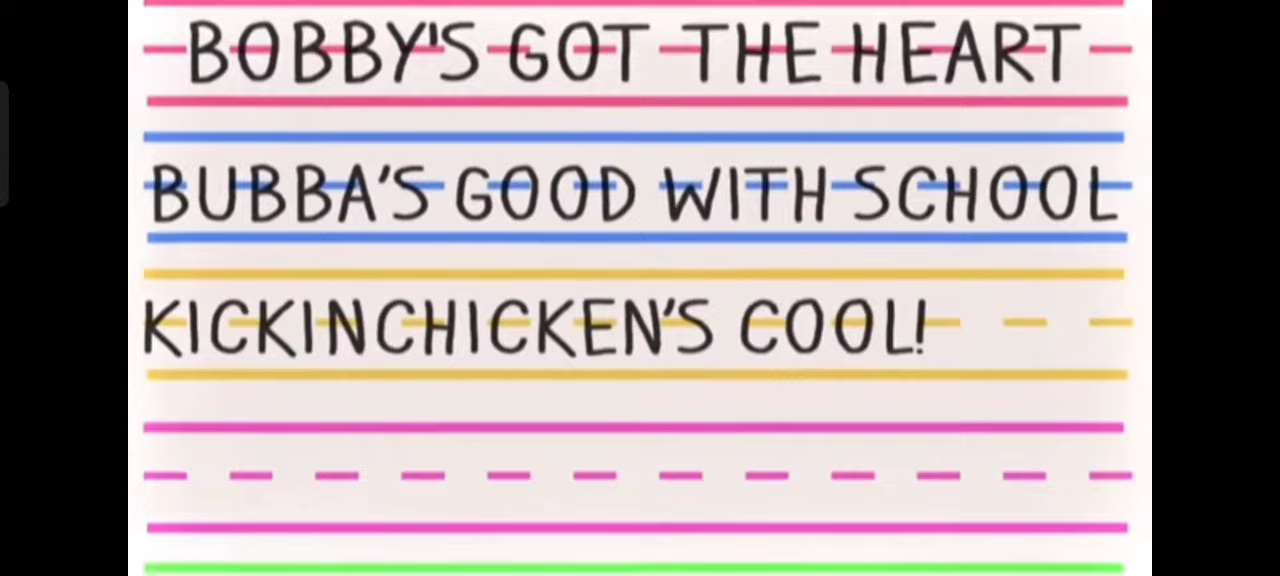 BOBBY'S GOT THE HEART
BUBBA'S GOOD WITH SCHOOL
KICKINCHICKEN'S COOL!